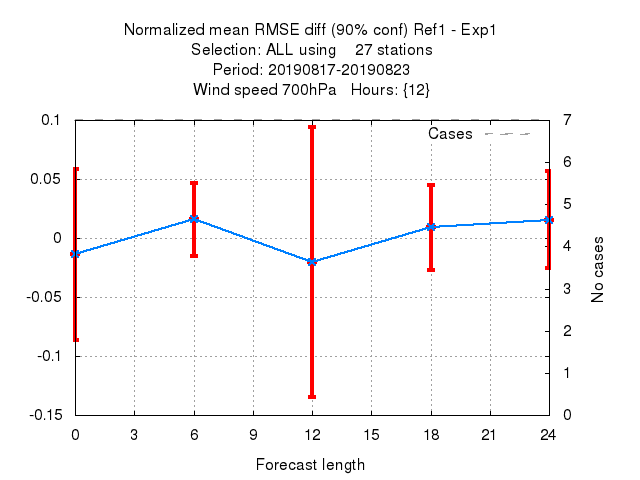 Normalized mean RMSE diff (90% conf) Ref1 - Exp1
Selection: ALL using    27 stations
Period: 20190817-20190823
Wind speed 700hPa   Hours: {12}
Cases
0.1
0.05
0
-0.05
-0.1
-0.15
7
6
5
4
3
2
1
0
No cases
0 3 6 9 12 15 18 21 24
Forecast length